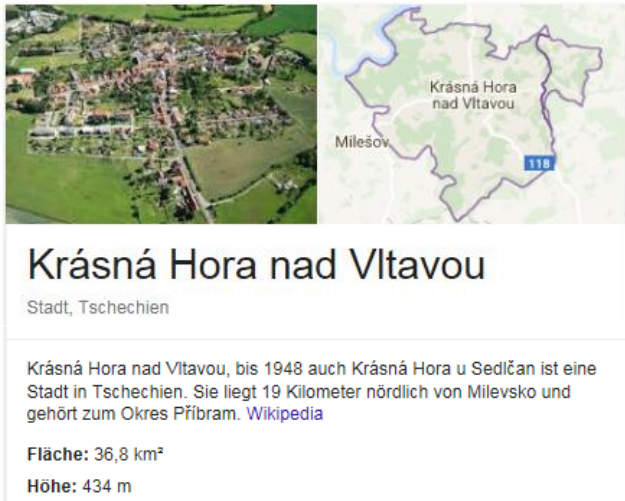 Krásná Hora
nad Vltavou
Milešov
118
Krásná Hora nad Vltavou
Stadt, Tschechien
Krásná Hora nad Vltavou, bis 1948 auch Krásná Hora u Sedlčan ist eine
Stadt in Tschechien. Sie liegt 19 Kilometer nördlich von Milevsko und
gehört zum Okres Příbram. Wikipedia
Fläche: 36,8 km²
Höhe: 434 m